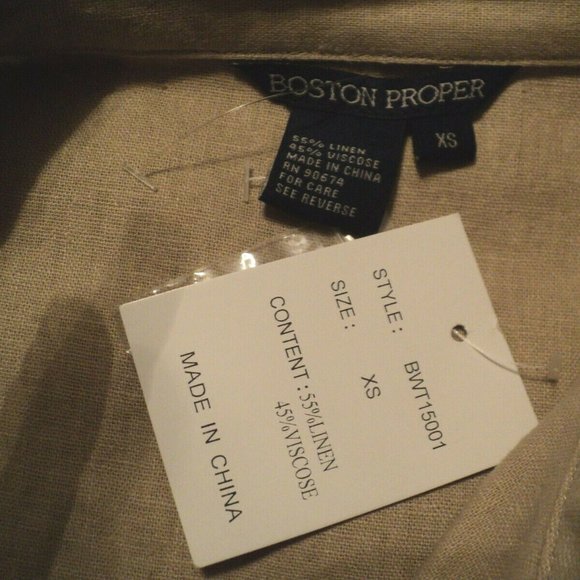 BOSTON PROPER
XS
55% LINEN
45% VISCOSE
MADE IN CHINA
RN 90674
FOR CARE
SEE REVERSE
STYLE : BWT15001
SIZE : XS
CONTENT : 55%LINEN
45%VISCOSE
MADE IN CHINA